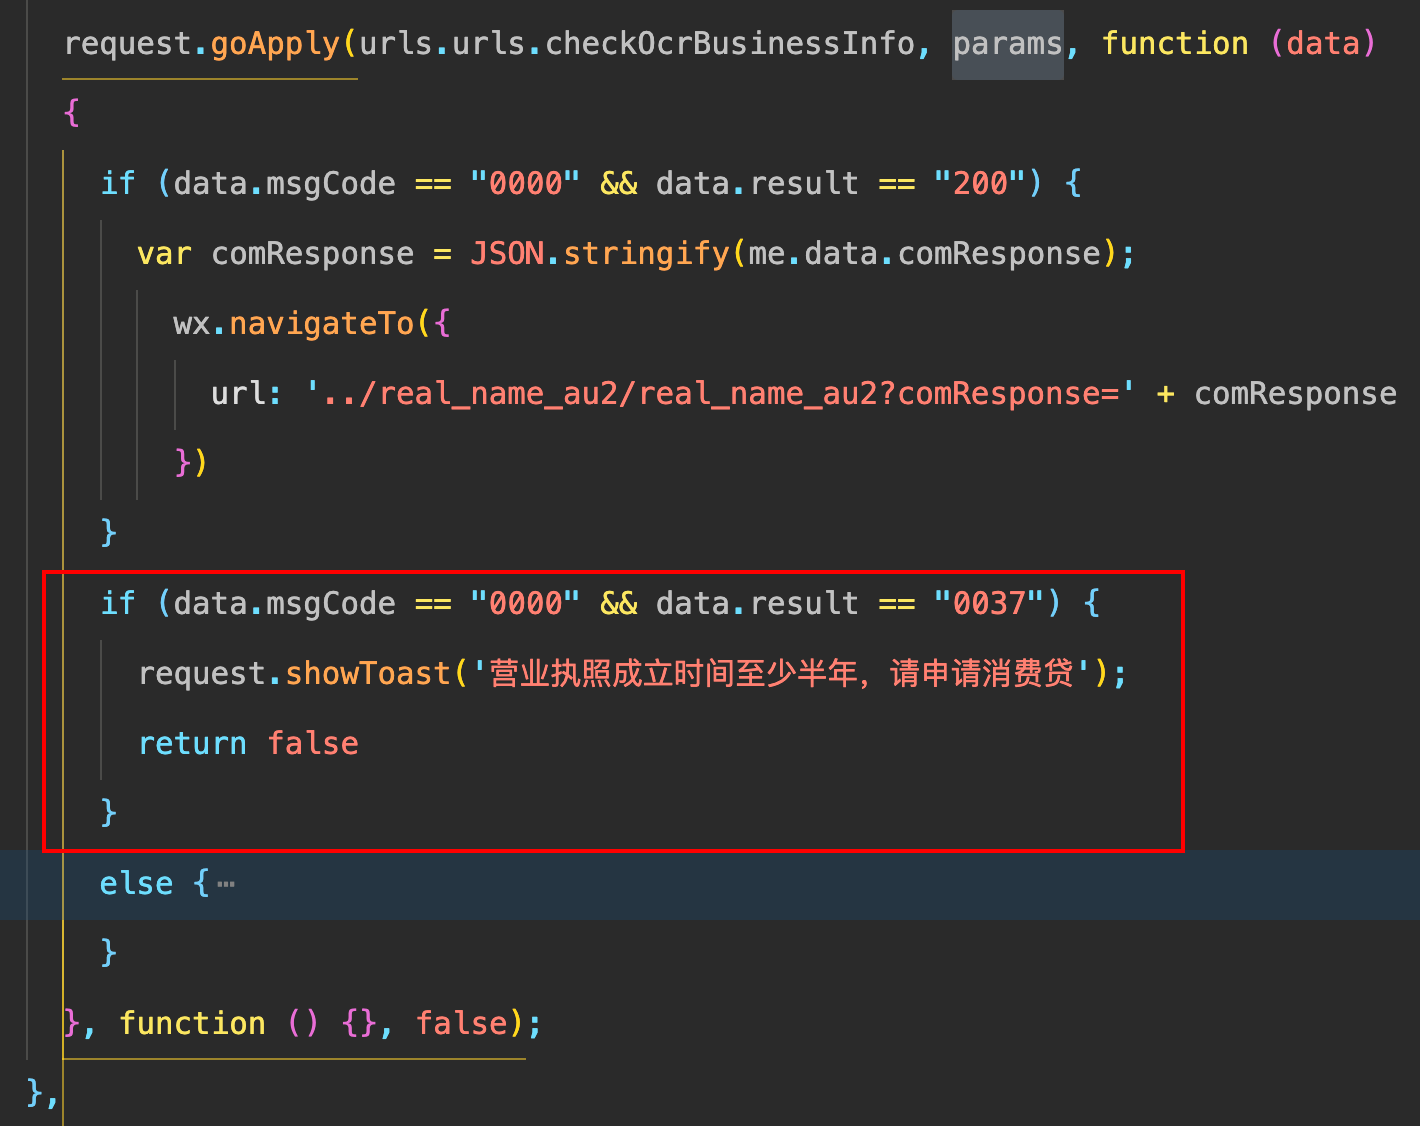 request.goApply(urls.urls.checkOcrBusinessInfo, params, function (data)
{
if (data.msgCode == "0000" && data.result == "200") {
var comResponse = JSON.stringify(me.data.comResponse);
wx.navigateTo({
url: '../real_name_au2/real_name_au2?comResponse=' + comResponse
})
}
if (data.msgCode == "0000" && data.result == "0037") {
request.showToast('营业执照成立时间至少半年，请申请消费贷');
return false
}
else {⋯
}
}, function () {}, false);
},